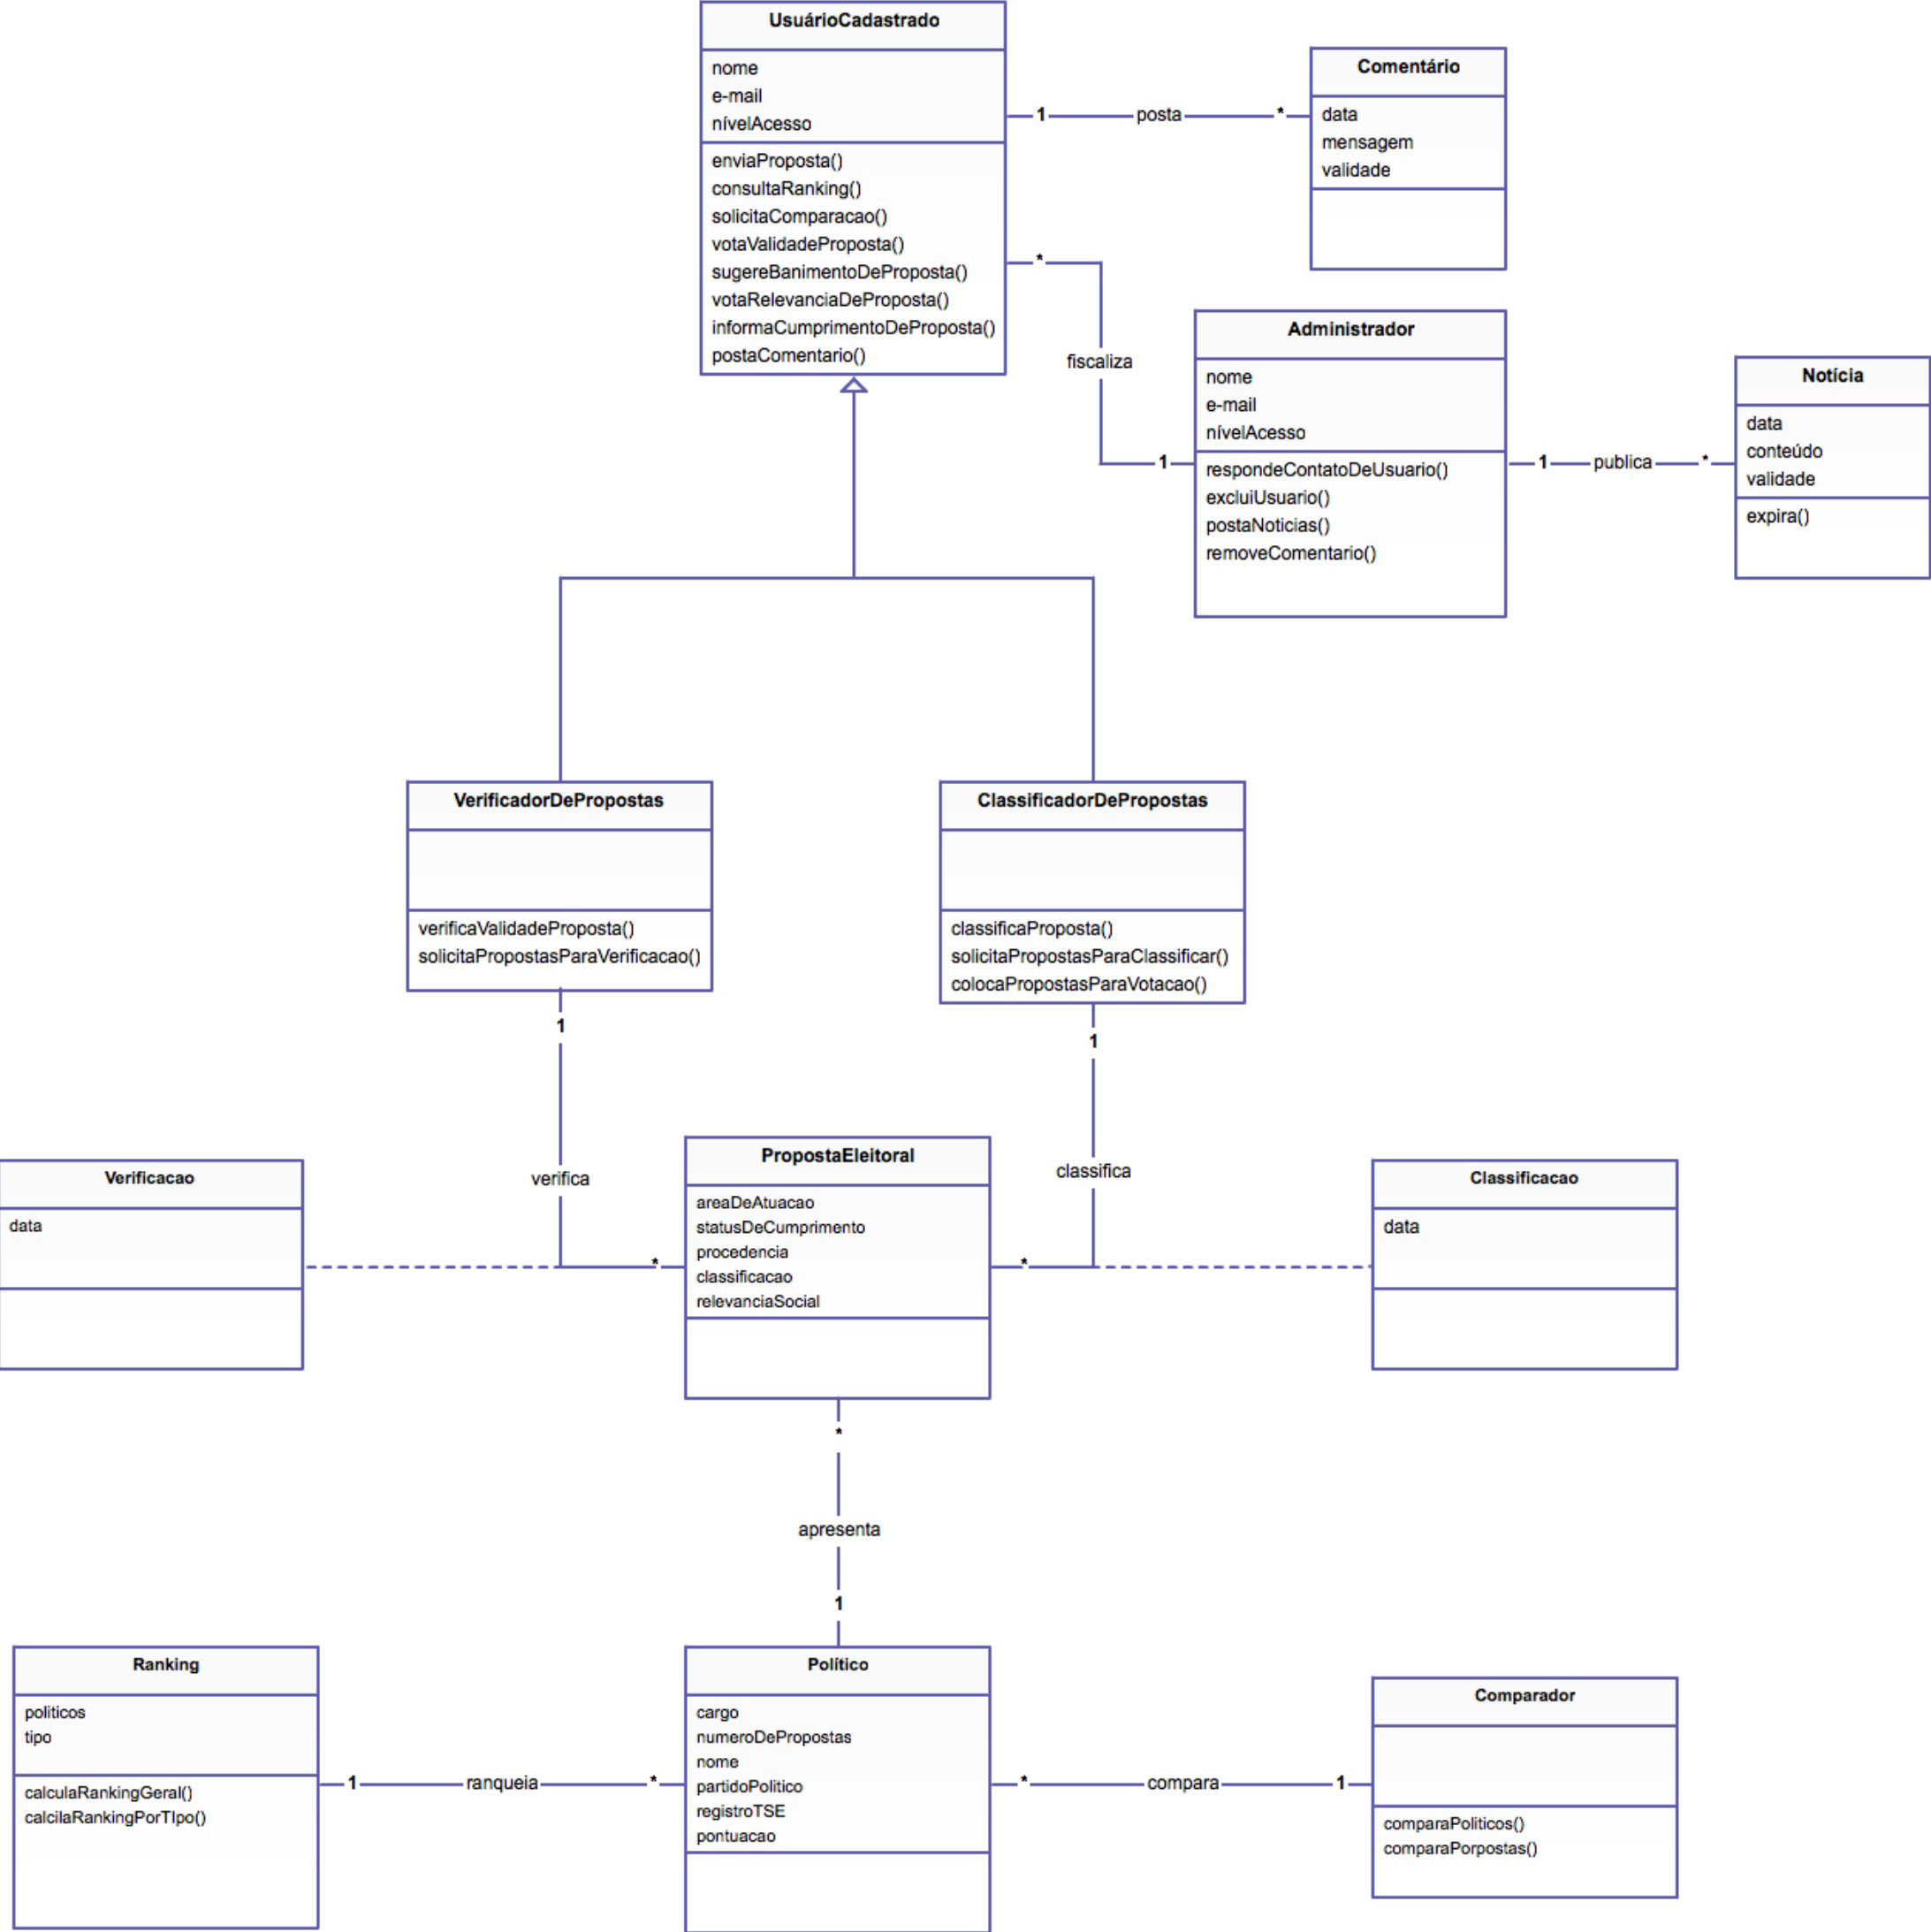 UsuárioCadastrado
nome
e-mail
nívelAcesso
enviaProposta()
consultaRanking()
solicitaComparacao()
votaValidadeProposta()
sugereBanimentoDeProposta()
votaRelevanciaDeProposta()
informaCumprimentoDeProposta()
postaComentario()
1 posta *
Comentário
data
mensagem
validade
*
fiscaliza
1
Administrador
nome
e-mail
nívelAcesso
respondeContatoDeUsuario()
excluiUsuario()
postaNoticias()
removeComentario()
1 publica *
Notícia
data
conteúdo
validade
expira()
VerificadorDePropostas
verificaValidadeProposta()
solicitaPropostasParaVerificacao()
ClassificadorDePropostas
classificaProposta()
solicitaPropostasParaClassificar()
colocaPropostasParaVotacao()
1
verifica
*
1
classifica
*
Verificacao
data
PropostaEleitoral
areaDeAtuacao
statusDeCumprimento
procedencia
classificacao
relevanciaSocial
Classificacao
data
*
apresenta
1
Ranking
politicos
tipo
calculaRankingGeral()
calcilaRankingPorTIpo()
1 ranqueia *
Político
cargo
numeroDePropostas
nome
partidoPolitico
registroTSE
pontuacao
* compara 1
Comparador
comparaPoliticos()
comparaPorpostas()